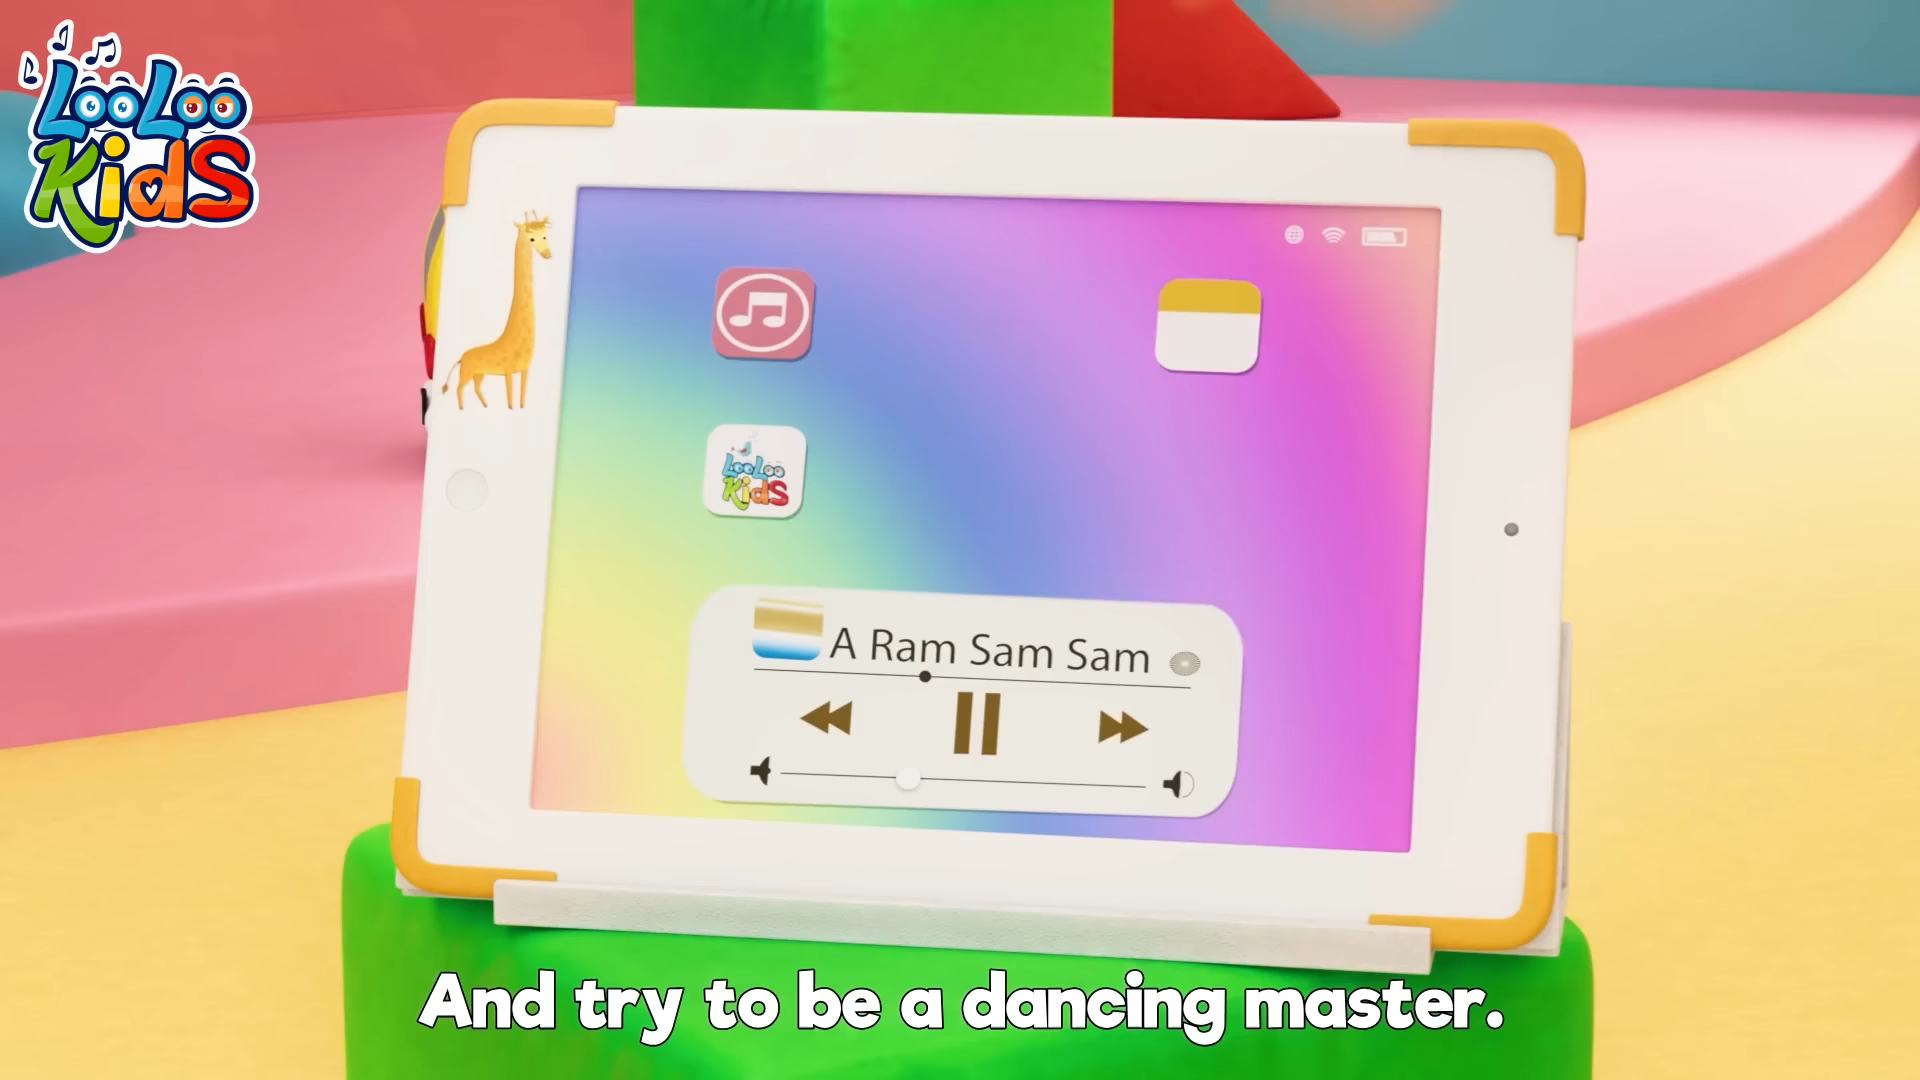 LooLoo
Kids
LooLoo
Kids
A Ram Sam Sam
And try to be a dancing master.